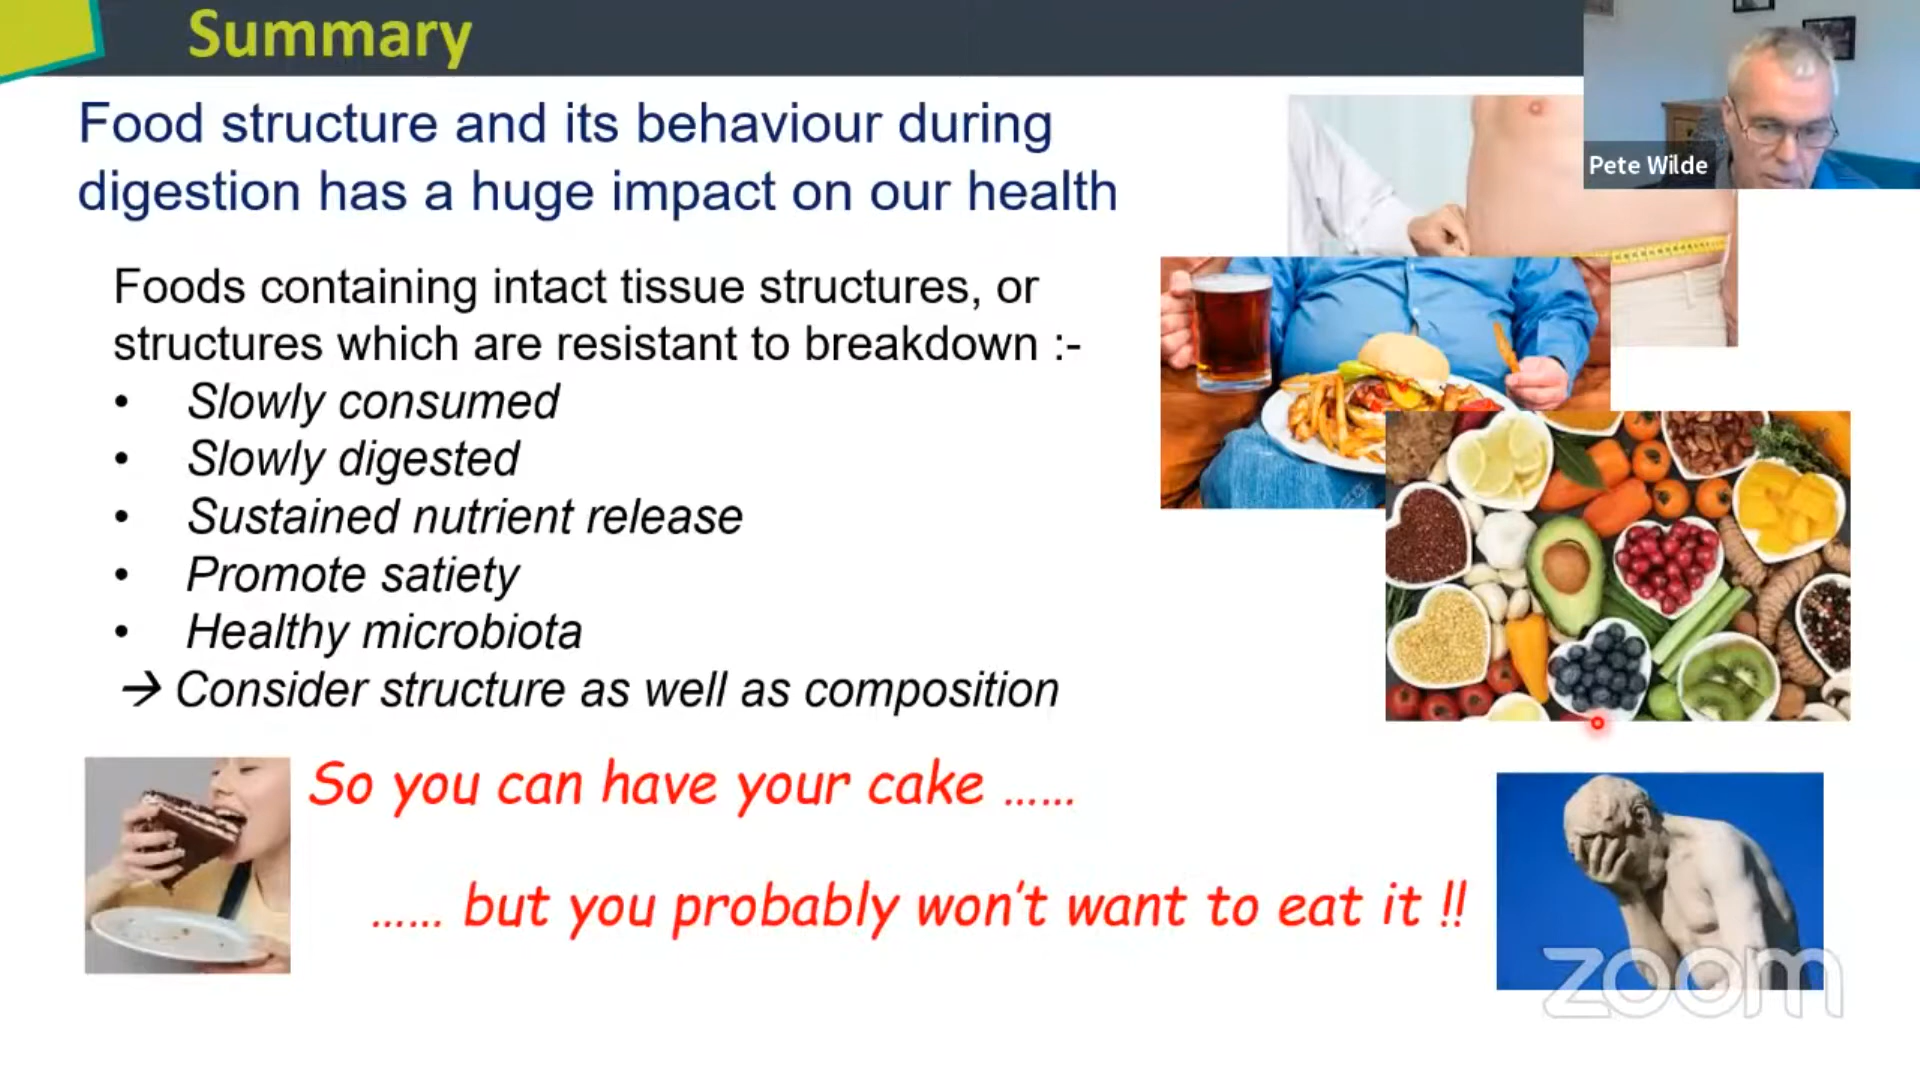 Summary
Pete Wilde
Food structure and its behaviour during
digestion has a huge impact on our health
Foods containing intact tissue structures, or
structures which are resistant to breakdown :-
• Slowly consumed
• Slowly digested
• Sustained nutrient release
• Promote satiety
• Healthy microbiota
→ Consider structure as well as composition
So you can have your cake ......
...... but you probably won't want to eat it !!
zoom